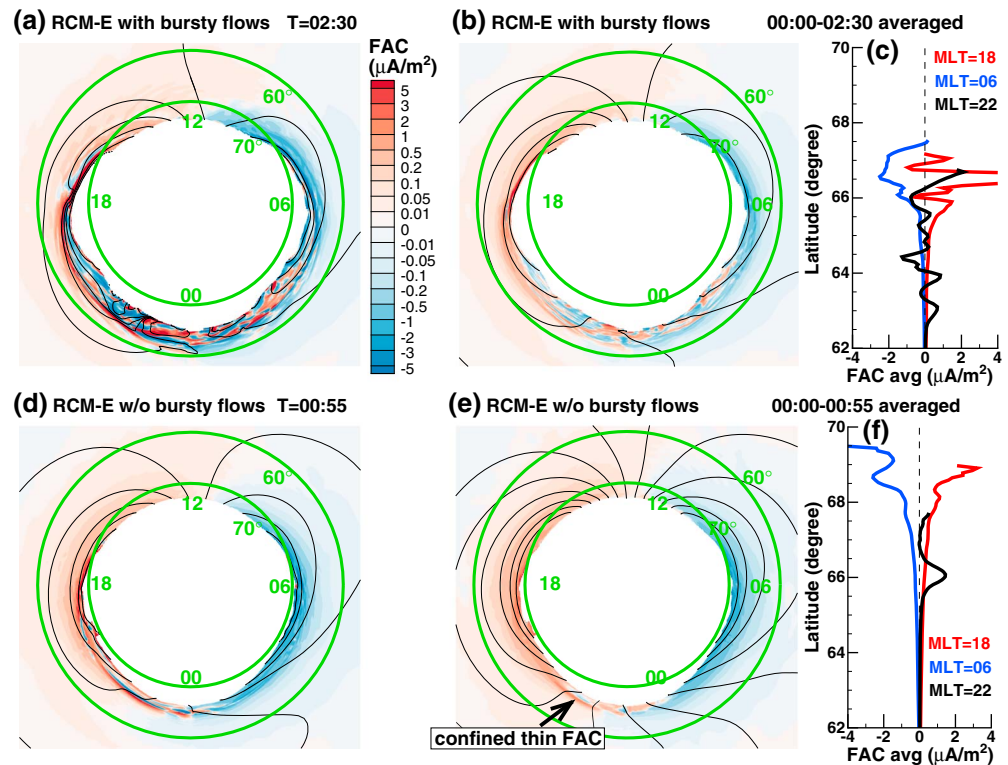 (a) RCM-E with bursty flows T=02:30
FAC
(μA/m²)
5
3
2
1
0.5
0.2
0.1
0.05
0.01
0
-0.01
-0.05
-0.1
-0.2
-0.5
-1
-2
-3
-5
60°
12
70°
18
06
00
(b) RCM-E with bursty flows
00:00-02:30 averaged
60°
12
70°
18
06
00
(c)
MLT=18
MLT=06
MLT=22
Latitude (degree)
70
68
66
64
62
-4 -2 0 2 4
FAC avg (μA/m²)
(d) RCM-E w/o bursty flows T=00:55
60°
12
70°
18
06
00
(e) RCM-E w/o bursty flows
00:00-00:55 averaged
60°
12
70°
18
06
00
confined thin FAC
(f)
Latitude (degree)
70
68
66
64
62
MLT=18
MLT=06
MLT=22
-4 -2 0 2 4
FAC avg (μA/m²)